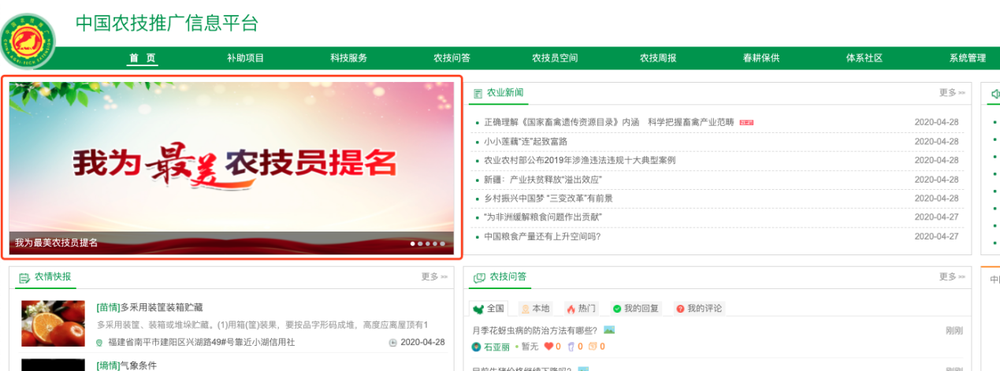 中国农技推广信息平台
首 页 补助项目 科技服务 农技问答 农技员空间 农技周报 春耕保供 体系社区 系统管理
我为最美农技员提名
我为最美农技员提名
农业新闻 更多
正确理解《国家畜禽遗传资源目录》内涵 科学把握畜禽产业范畴 2020-04-28
小小莲藕“连”起致富路 2020-04-28
农业农村部公布2019年涉渔违法违规十大典型案例 2020-04-28
新疆：产业扶贫释放“溢出效应” 2020-04-28
乡村振兴中国梦 “三变改革”有前景 2020-04-28
“为非洲缓解粮食问题作出贡献” 2020-04-27
中国粮食产量还有上升空间吗? 2020-04-27
农情快报 更多
[苗情]多采用装筐装箱贮藏
多采用装筐、装箱或堆垛贮藏。(1)用箱(筐)装果，要按品字形码成堆，高度应离屋顶有1
福建省南平市建阳区兴湖路49#号靠近小湖信用社 2020-04-28
[墒情]气象条件
农技问答 更多
全国 本地 热门 我的回复 我的评论
月季花蚜虫病的防治方法有哪些? 刚刚
石亚丽 • 暂无 0 0 0
目前生猪价格继续下降吗? 刚刚